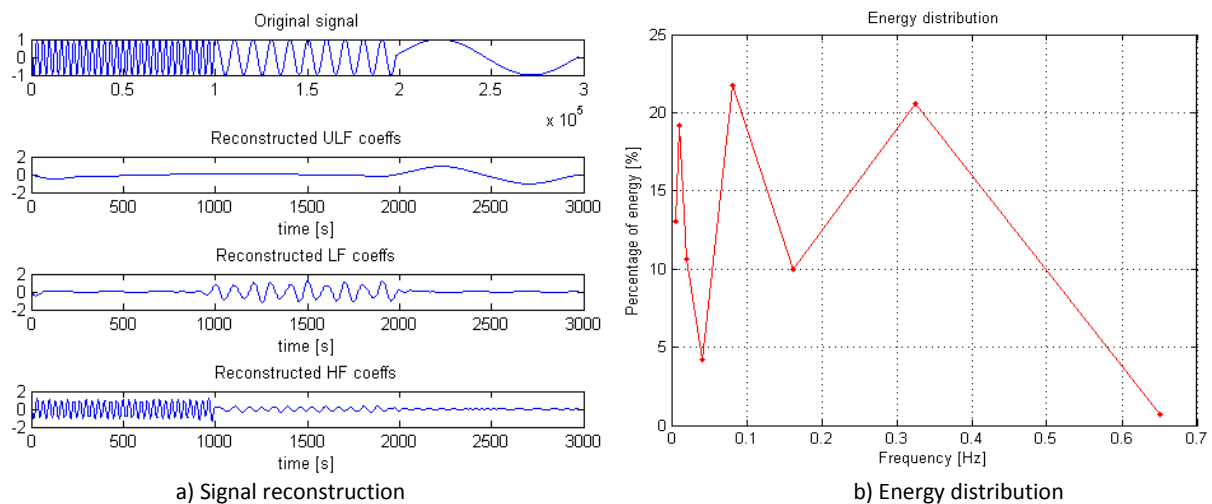 Original signal
1
0
-1
0 0.5 1 1.5 2 2.5 3
x 10^5
Reconstructed ULF coeffs
2
0
-2
0 500 1000 1500 2000 2500 3000
time [s]
Reconstructed LF coeffs
2
0
-2
0 500 1000 1500 2000 2500 3000
time [s]
Reconstructed HF coeffs
2
0
-2
0 500 1000 1500 2000 2500 3000
time [s]
a) Signal reconstruction
Energy distribution
25
20
15
10
5
0
Percentage of energy [%]
0 0.1 0.2 0.3 0.4 0.5 0.6 0.7
Frequency [Hz]
b) Energy distribution